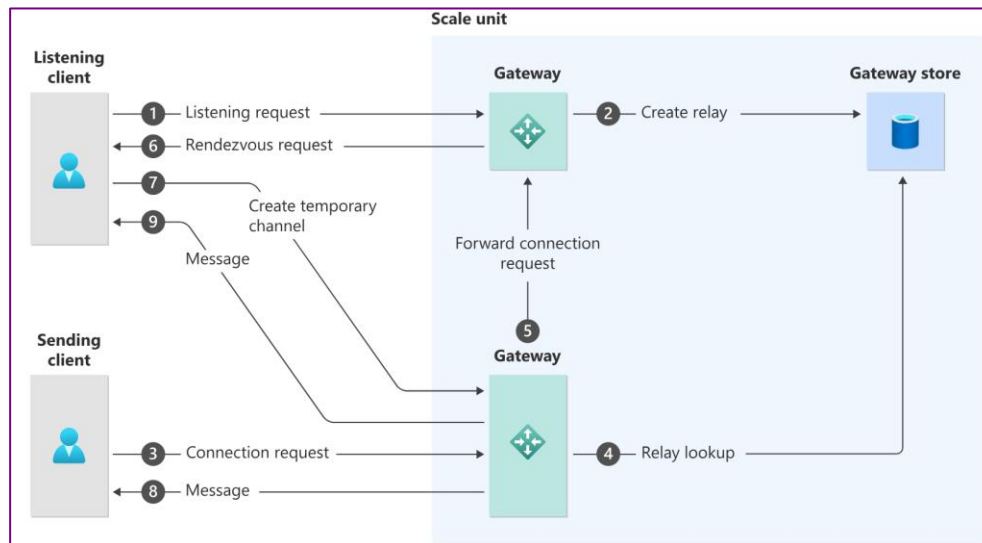 Scale unit
Listening
client
Gateway
Gateway store
1 Listening request
2 Create relay
6 Rendezvous request
7
Create temporary
channel
9
Message
Forward connection
request
5
Sending
client
Gateway
3 Connection request
4 Relay lookup
8 Message